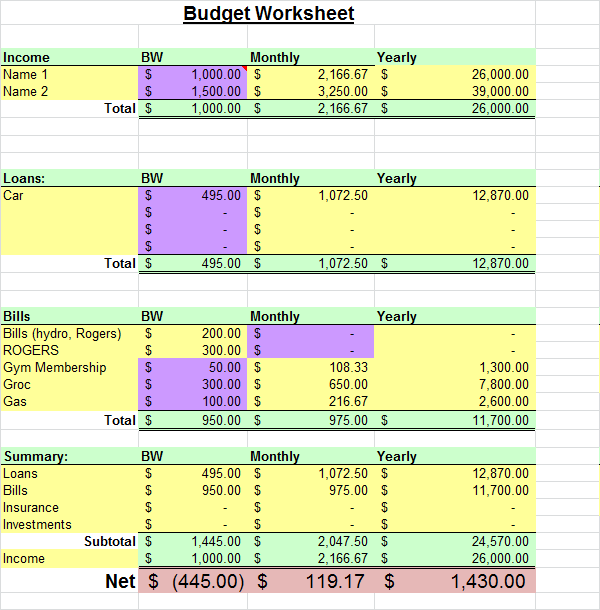 Budget Worksheet
Income BW Monthly Yearly
Name 1 $ 1,000.00 $ 2,166.67 $ 26,000.00
Name 2 $ 1,500.00 $ 3,250.00 $ 39,000.00
Total $ 1,000.00 $ 2,166.67 $ 26,000.00
Loans: BW Monthly Yearly
Car $ 495.00 $ 1,072.50 12,870.00
$ - $ - -
$ - $ - -
$ - $ - -
Total $ 495.00 $ 1,072.50 $ 12,870.00
Bills BW Monthly Yearly
Bills (hydro, Rogers) $ 200.00 $ - -
ROGERS $ 300.00 $ - -
Gym Membership $ 50.00 $ 108.33 1,300.00
Groc $ 300.00 $ 650.00 7,800.00
Gas $ 100.00 $ 216.67 2,600.00
Total $ 950.00 $ 975.00 $ 11,700.00
Summary: BW Monthly Yearly
Loans $ 495.00 $ 1,072.50 $ 12,870.00
Bills $ 950.00 $ 975.00 $ 11,700.00
Insurance $ - $ - $ -
Investments $ - $ - $ -
Subtotal $ 1,445.00 $ 2,047.50 $ 24,570.00
Income $ 1,000.00 $ 2,166.67 $ 26,000.00
Net $ (445.00) $ 119.17 $ 1,430.00